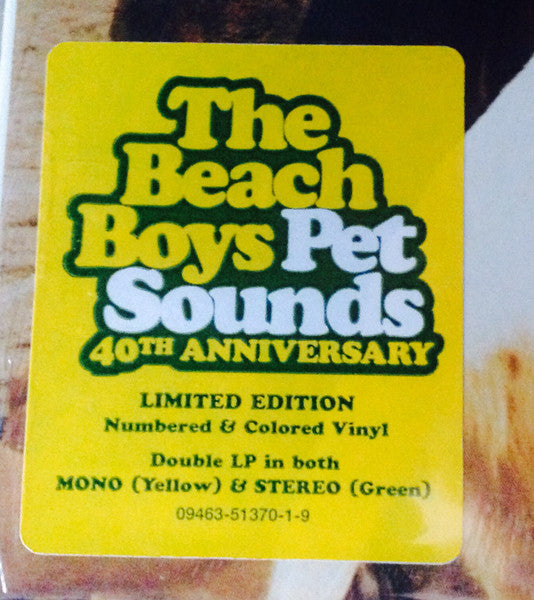 The
Beach
Boys Pet
Sounds
40TH ANNIVERSARY
LIMITED EDITION
Numbered & Colored Vinyl
Double LP in both
MONO (Yellow) & STEREO (Green)
09463-51370-1-9